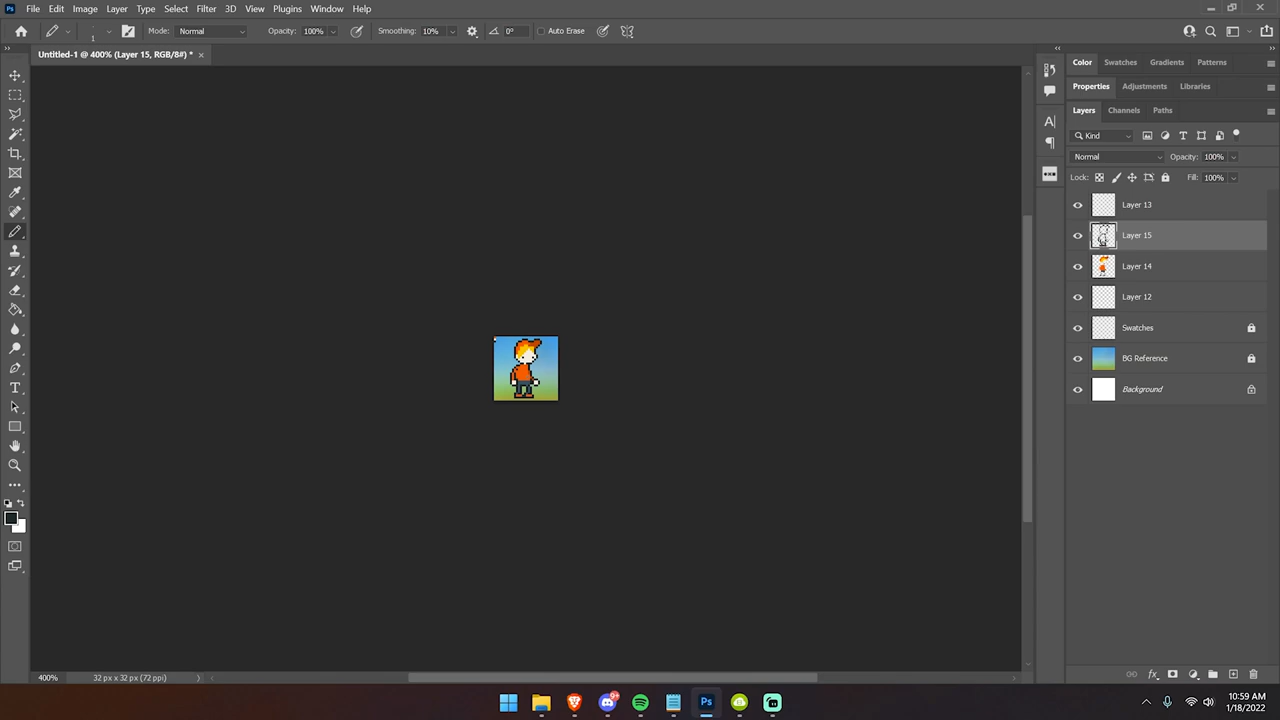 Ps File Edit Image Layer Type Select Filter 3D View Plugins Window Help
1 Mode: Normal Opacity: 100% Smoothing: 10% 0° Auto Erase
Untitled-1 @ 400% (Layer 15, RGB/8#) * ×
Color Swatches Gradients Patterns
Properties Adjustments Libraries
Layers Channels Paths
Kind
Normal Opacity: 100%
Lock: Fill: 100%
Layer 13
Layer 15
Layer 14
Layer 12
Swatches
BG Reference
Background
400% 32 px x 32 px (72 ppi)
Ps
10:59 AM
1/18/2022